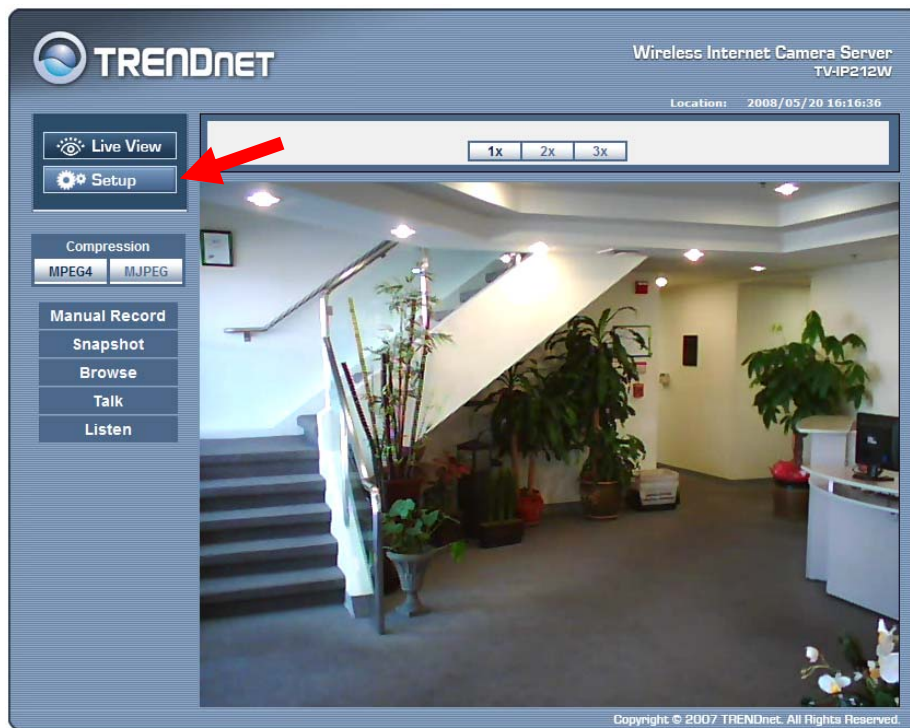 TRENDnet
Wireless Internet Camera Server
TV-IP212W
Location: 2008/05/20 16:16:36
Live View
Setup
1x 2x 3x
Compression
MPEG4 MJPEG
Manual Record
Snapshot
Browse
Talk
Listen
Copyright © 2007 TRENDnet. All Rights Reserved.